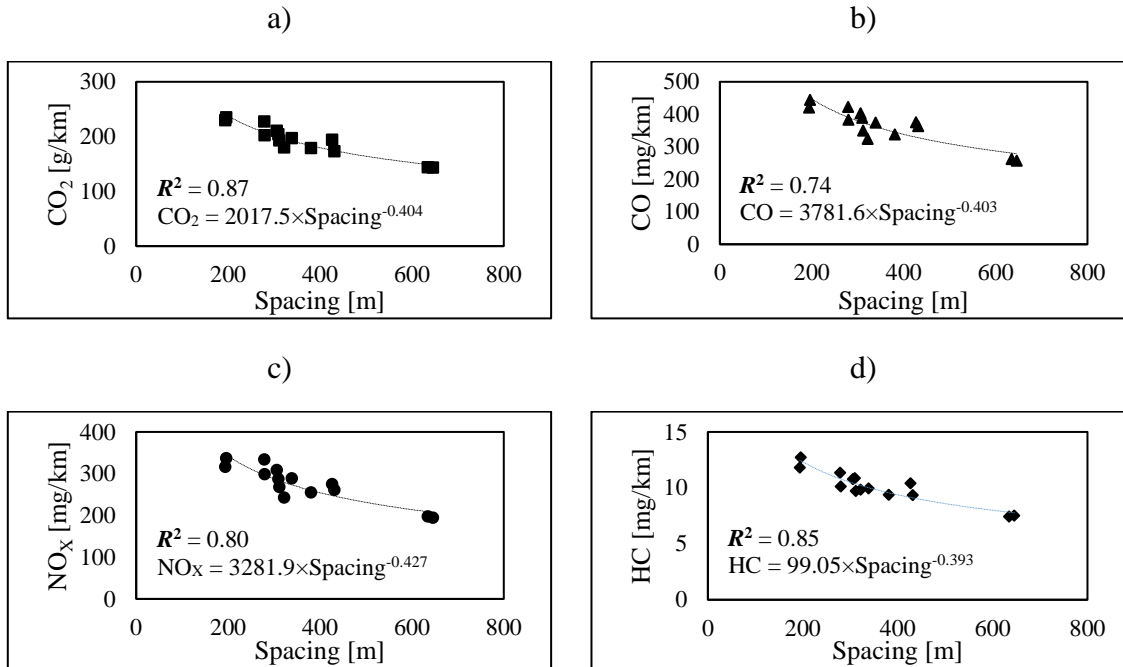 a)
300
200
100
0
CO₂ [g/km]
R² = 0.87
CO₂ = 2017.5×Spacing⁻⁰·⁴⁰⁴
0 200 400 600 800
Spacing [m]
b)
500
400
300
200
100
0
CO [mg/km]
R² = 0.74
CO = 3781.6×Spacing⁻⁰·⁴⁰³
0 200 400 600 800
Spacing [m]
c)
400
300
200
100
0
NOX [mg/km]
R² = 0.80
NOX = 3281.9×Spacing⁻⁰·⁴²⁷
0 200 400 600 800
Spacing [m]
d)
15
10
5
0
HC [mg/km]
R² = 0.85
HC = 99.05×Spacing⁻⁰·³⁹³
0 200 400 600 800
Spacing [m]